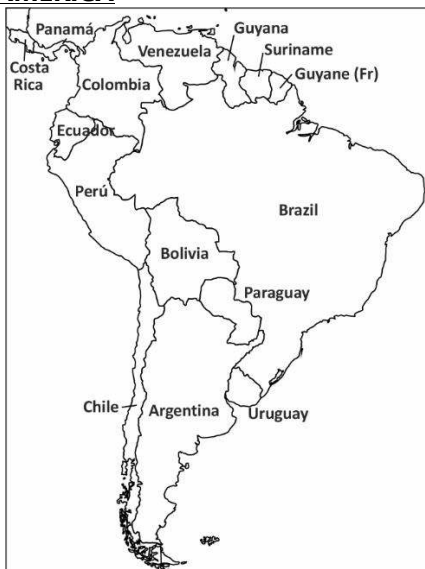 AMERICA
Panamá
Venezuela
Guyana
Suriname
Guyane (Fr)
Costa
Rica
Colombia
Ecuador
Perú
Brazil
Bolivia
Paraguay
Chile
Argentina
Uruguay